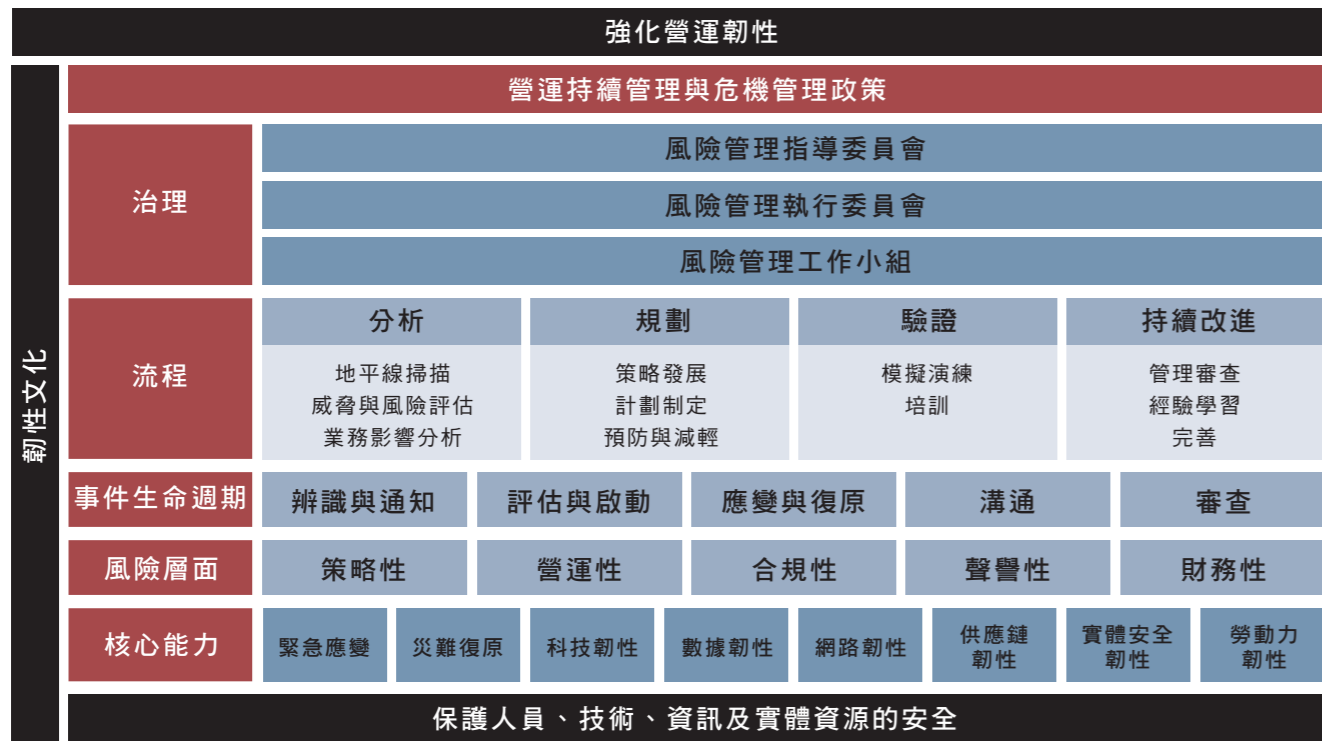 強化營運韌性
韌性文化
營運持續管理與危機管理政策
治理
風險管理指導委員會
風險管理執行委員會
風險管理工作小組
流程
分析
地平線掃描
威脅與風險評估
業務影響分析
規劃
策略發展
計劃制定
預防與減輕
驗證
模擬演練
培訓
持續改進
管理審查
經驗學習
完善
事件生命週期
辨識與通知
評估與啟動
應變與復原
溝通
審查
風險層面
策略性
營運性
合規性
聲譽性
財務性
核心能力
緊急應變
災難復原
科技韌性
數據韌性
網路韌性
供應鏈
韌性
實體安全
韌性
勞動力
韌性
保護人員、技術、資訊及實體資源的安全